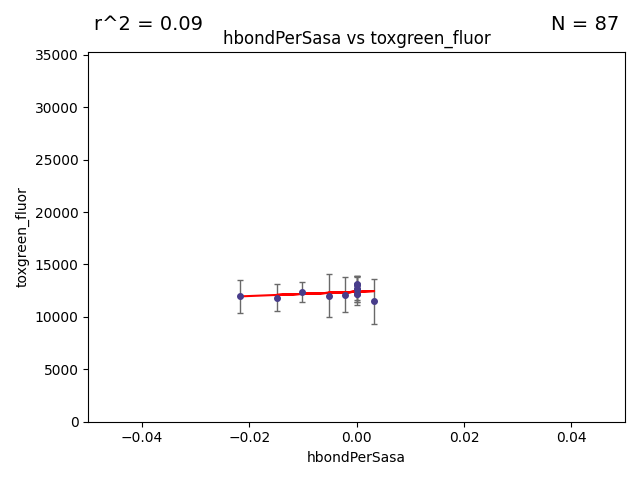 r^2 = 0.09
N = 87
hbondPerSasa vs toxgreen_fluor
35000
30000
25000
20000
15000
10000
5000
0
toxgreen_fluor
−0.04
−0.02
0.00
0.02
0.04
hbondPerSasa